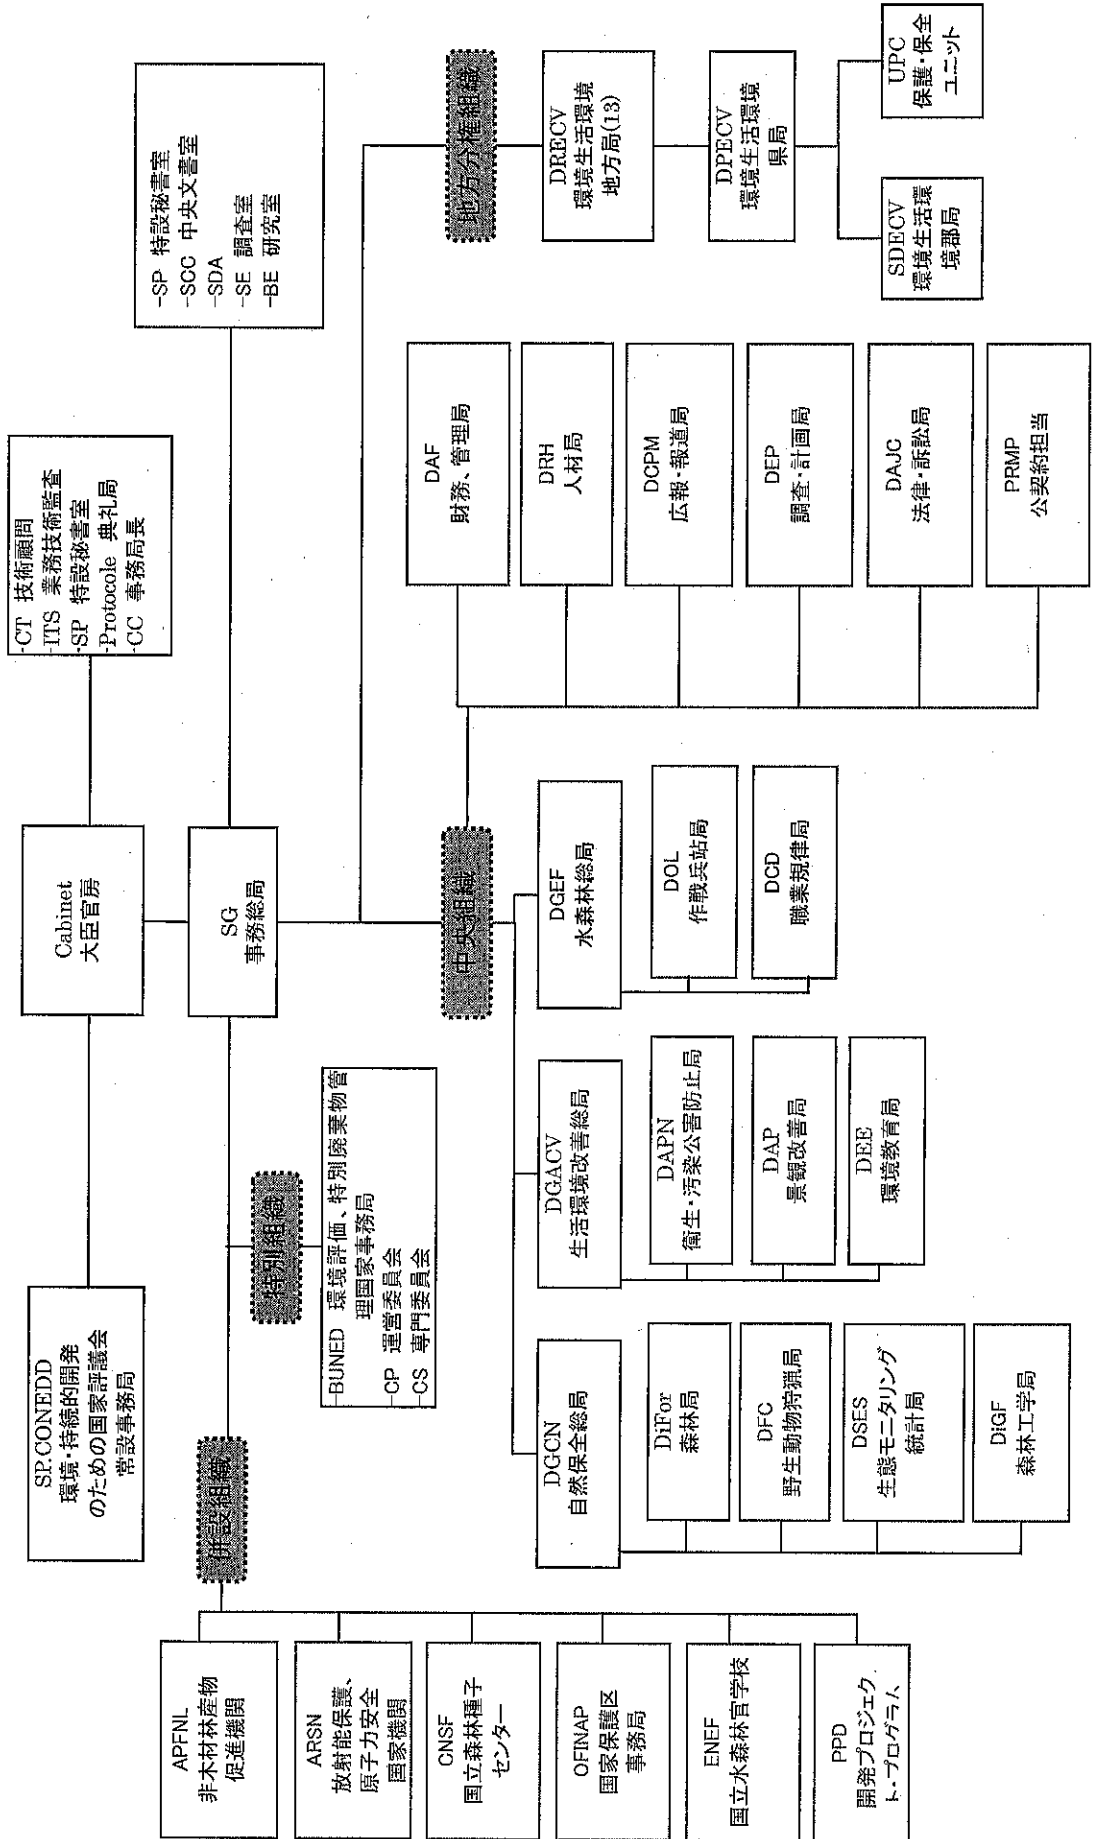 SP.CONEDD
環境・持続的開発
のための国家評議会
常設事務局
Cabinet
大臣官房
-CT 技術顧問
-ITS 業務技術監査
-SP 特設秘書室
-Protocole 典礼局
-CC 事務局長
SG
事務総局
-SP 特設秘書室
-SCC 中央文書室
-SDA
-SE 調査室
-BE 研究室
併設組織
特別組織
中央組織
地方分権組織
APFNL
非木材林産物
促進機関
ARSN
放射能保護、
原子力安全
国家機関
CNSF
国立森林種子
センター
OFINAP
国家保護区
事務局
ENEF
国立水森林官学校
PPD
開発プロジェク
ト・プログラム
-BUNED 環境評価、特別廃棄物管
理国家事務局
-CP 運営委員会
-CS 専門委員会
DGCN
自然保全総局
DiFor
森林局
DFC
野生動物狩猟局
DSES
生態モニタリング
統計局
DiGF
森林工学局
DGACV
生活環境改善総局
DAPN
衛生・汚染公害防止局
DAP
景観改善局
DEE
環境教育局
DGEF
水森林総局
DOL
作戦兵站局
DCD
職業規律局
DAF
財務、管理局
DRH
人材局
DCPM
広報・報道局
DEP
調査・計画局
DAJC
法律・訴訟局
PRMP
公契約担当
DRECV
環境生活環境
地方局(13)
DPECV
環境生活環境
県局
SDECV
環境生活環
境郡局
UPC
保護・保全
ユニット